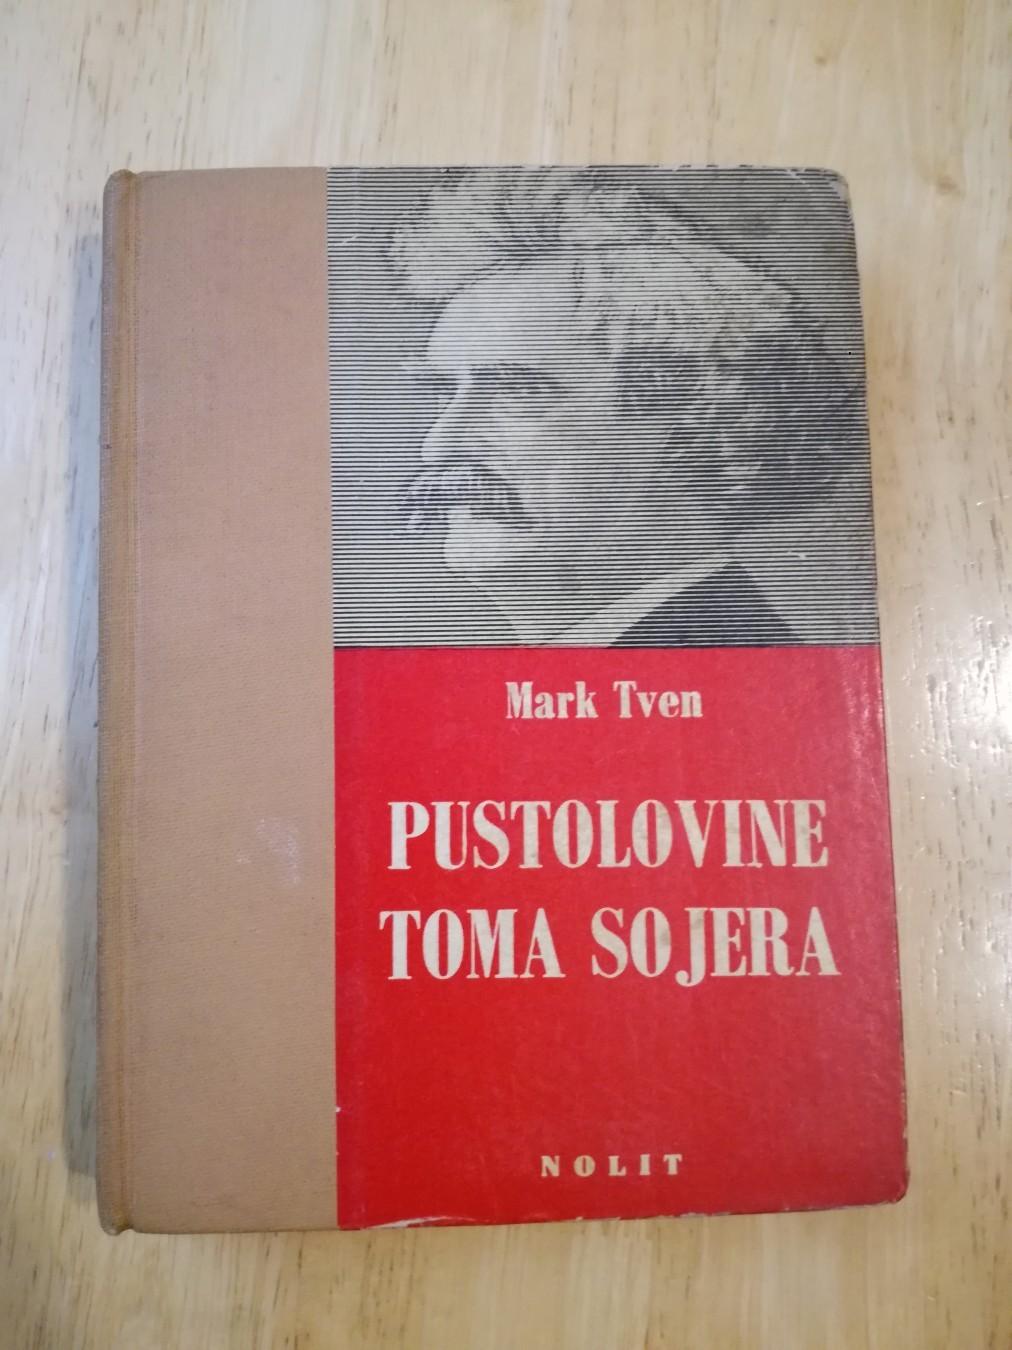 Mark Tven
PUSTOLOVINE
TOMA SOJERA
NOLIT